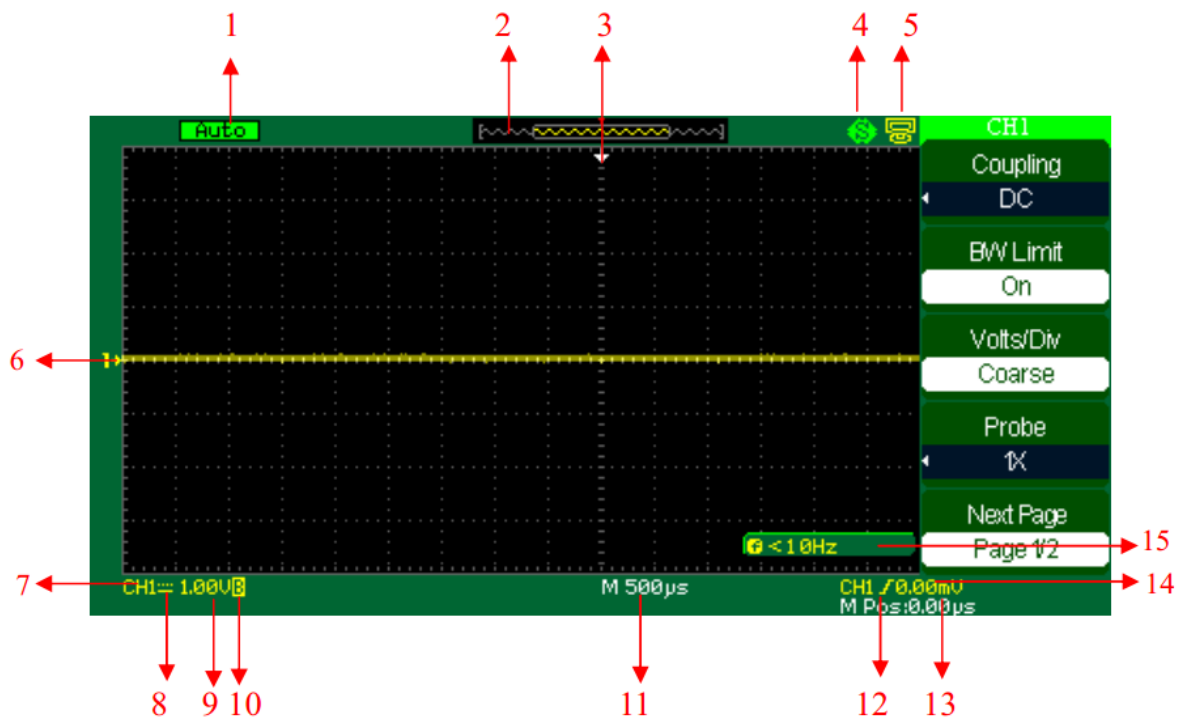 1 2 3 4 5
Auto
S
CH1
Coupling
DC
BW Limit
On
Volts/Div
Coarse
Probe
1X
Next Page
Page 1/2
6
1
f <10Hz
15
7
CH1 1.00V B
M 500µs
CH1 0.00mV
14
M Pos:0.00µs
8 9 10 11 12 13